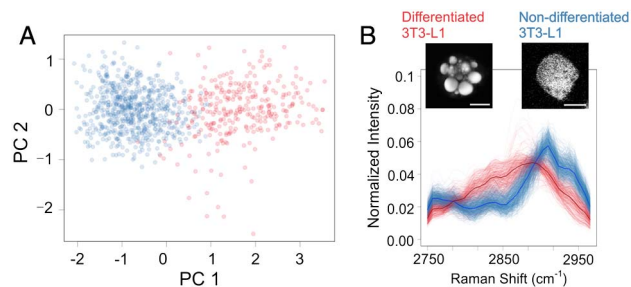 A
1
0
−1
−2
PC 2
-2
-1
0
1
2
3
PC 1
B
Differentiated
3T3-L1
Non-differentiated
3T3-L1
0.1
0.08
0.06
0.04
0.02
0.00
Normalized Intensity
2750
2850
2950
Raman Shift (cm⁻¹)